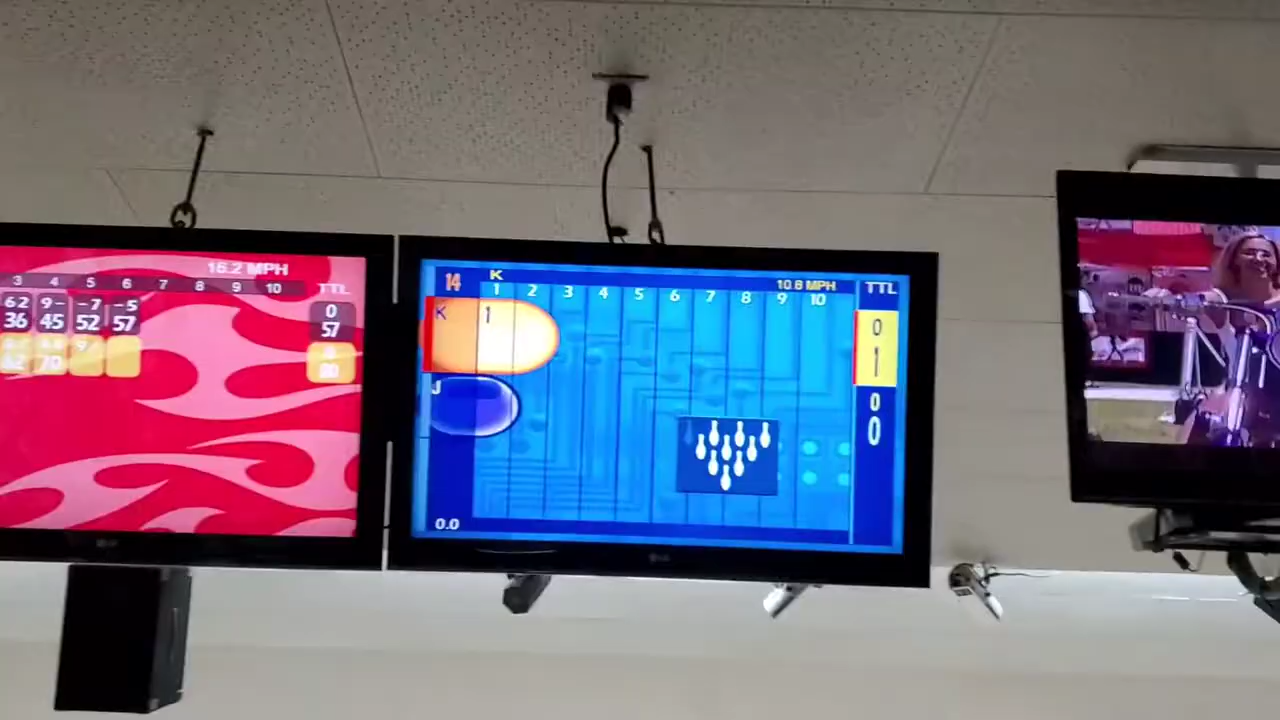 15.2 MPH
3 4 5 6 7 8 9 10 TTL
62 9- -7 -5 0
36 45 52 57 57
14 K 10.8 MPH
1 2 3 4 5 6 7 8 9 10 TTL
K 1 0
1
J 0
0
0.0
LG